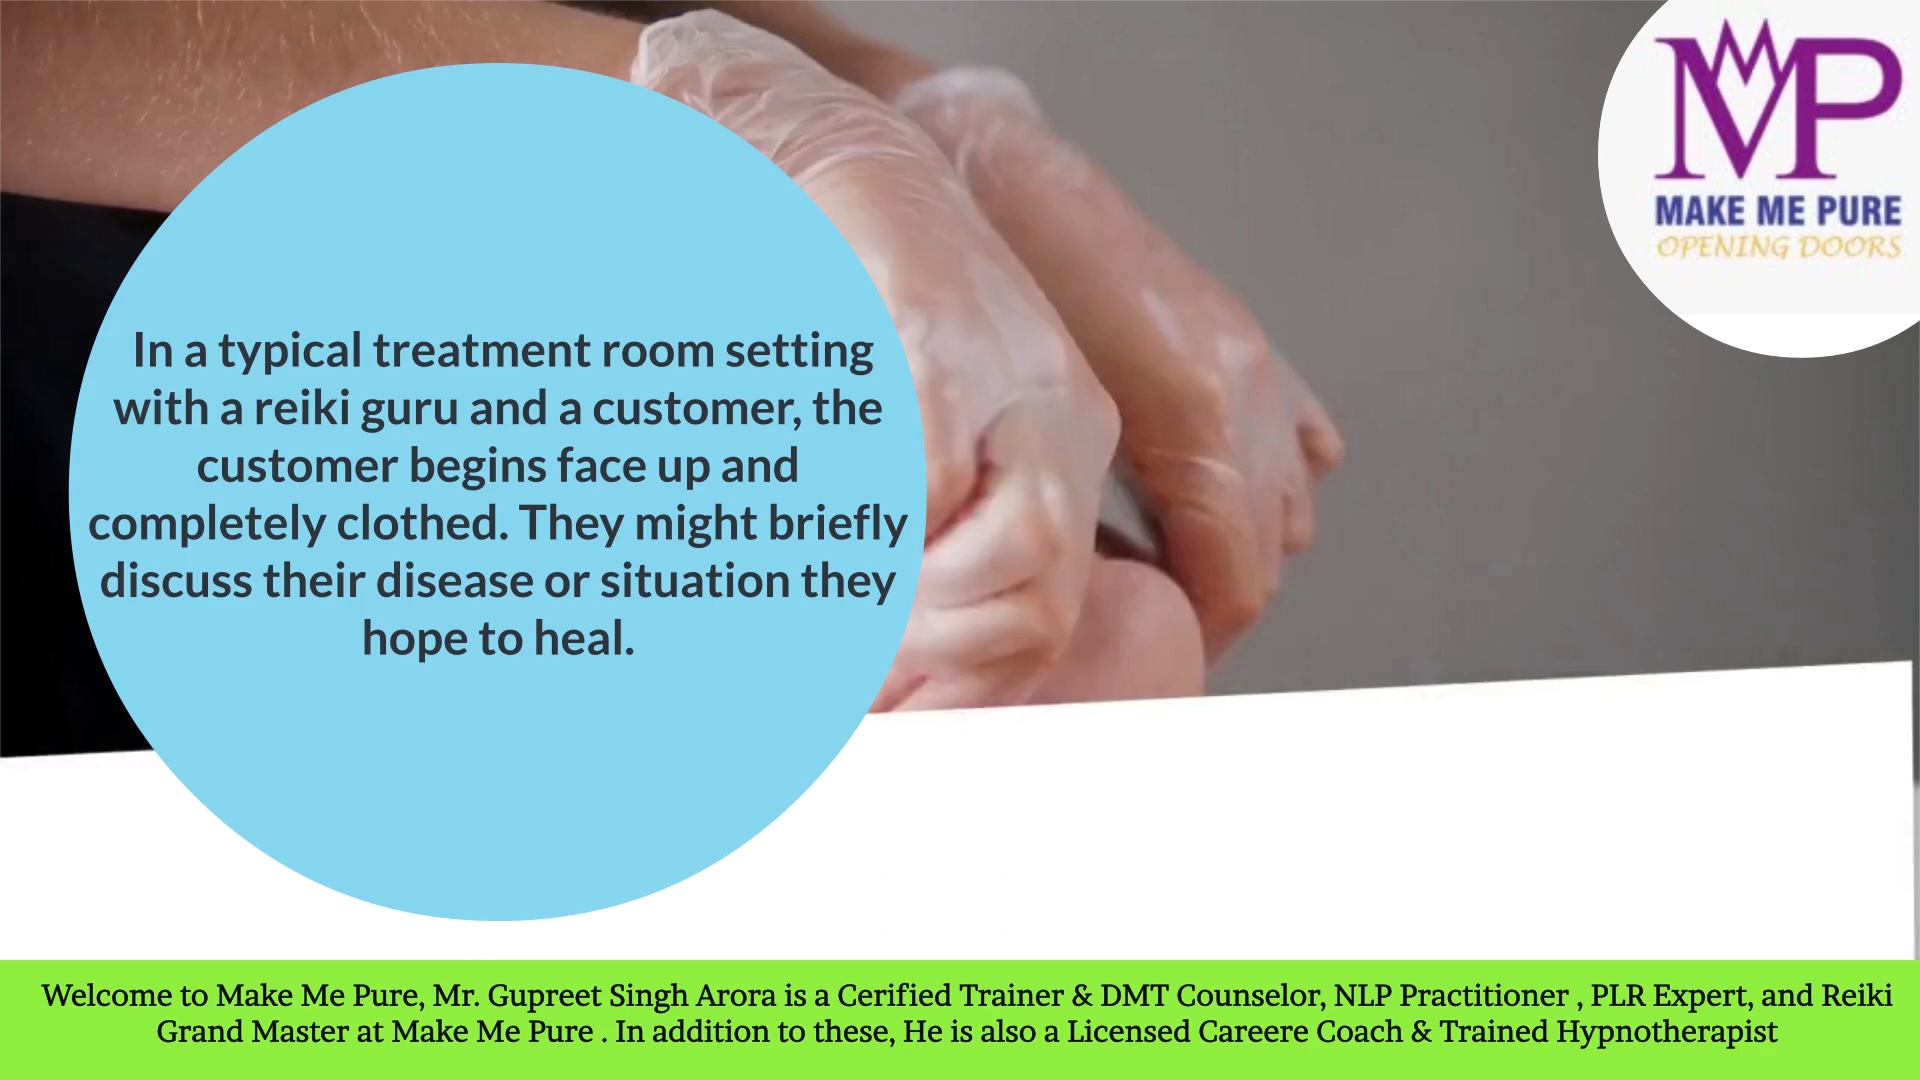 MP
MAKE ME PURE
OPENING DOORS
In a typical treatment room setting
with a reiki guru and a customer, the
customer begins face up and
completely clothed. They might briefly
discuss their disease or situation they
hope to heal.
Welcome to Make Me Pure, Mr. Gupreet Singh Arora is a Cerified Trainer & DMT Counselor, NLP Practitioner , PLR Expert, and Reiki
Grand Master at Make Me Pure . In addition to these, He is also a Licensed Careere Coach & Trained Hypnotherapist